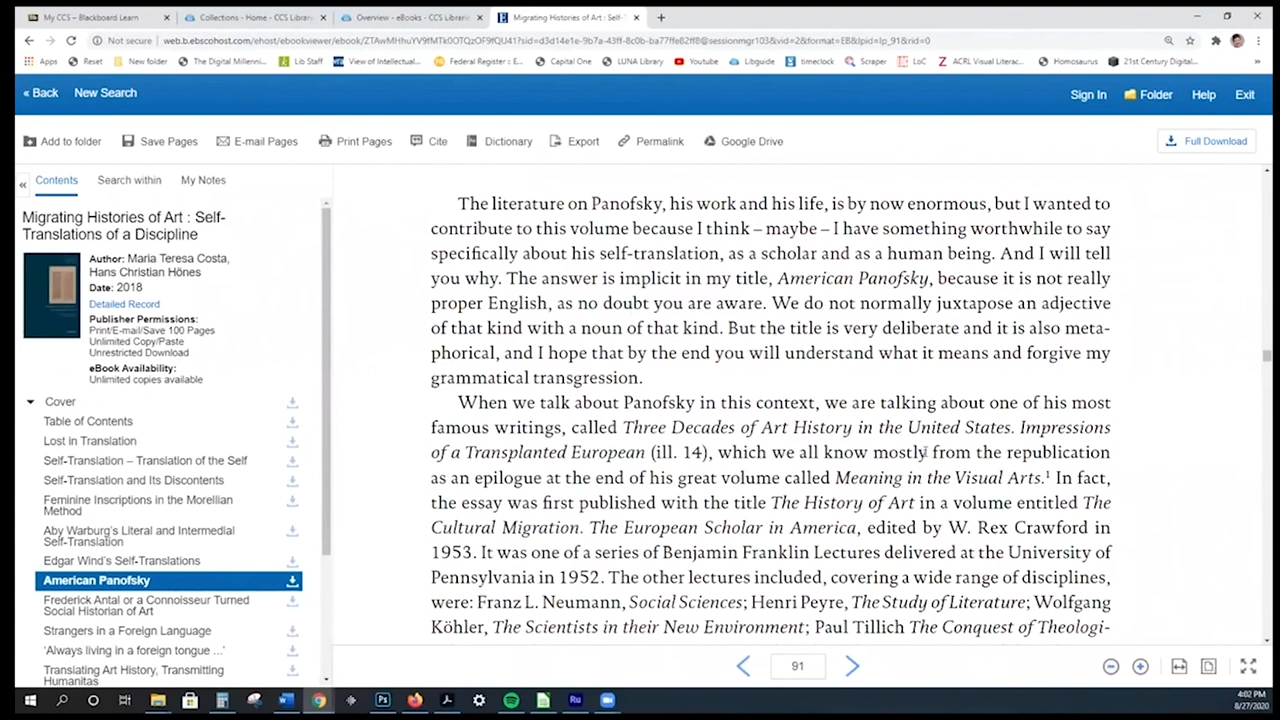 My CCS – Blackboard Learn
Collections - Home - CCS Library
Overview - eBooks - CCS Librarie
Migrating Histories of Art : Self-T
Not secure
web.b.ebscohost.com/ehost/ebookviewer/ebook/
Apps
Reset
New folder
The Digital Millenni...
Lib Staff
View of Intellectual...
Federal Register :: E...
Capital One
LUNA Library
Youtube
Libguide
timeclock
Scraper
LoC
ACRL Visual Literac...
Homosaurus
21st Century Digital...
« Back
New Search
Sign In
Folder
Help
Exit
Add to folder
Save Pages
E-mail Pages
Print Pages
Cite
Dictionary
Export
Permalink
Google Drive
Full Download
«
Contents
Search within
My Notes
Migrating Histories of Art : Self-
Translations of a Discipline
Author: Maria Teresa Costa,
Hans Christian Hönes
Date: 2018
Detailed Record
Publisher Permissions:
Print/E-mail/Save 100 Pages
Unlimited Copy/Paste
Unrestricted Download
eBook Availability:
Unlimited copies available
Cover
Table of Contents
Lost in Translation
Self-Translation – Translation of the Self
Self-Translation and Its Discontents
Feminine Inscriptions in the Morellian
Method
Aby Warburg's Literal and Intermedial
Self-Translation
Edgar Wind's Self-Translations
American Panofsky
Frederick Antal or a Connoisseur Turned
Social Historian of Art
Strangers in a Foreign Language
'Always living in a foreign tongue ...'
Translating Art History, Transmitting
Humanitas
The literature on Panofsky, his work and his life, is by now enormous, but I wanted to
contribute to this volume because I think – maybe – I have something worthwhile to say
specifically about his self-translation, as a scholar and as a human being. And I will tell
you why. The answer is implicit in my title, American Panofsky, because it is not really
proper English, as no doubt you are aware. We do not normally juxtapose an adjective
of that kind with a noun of that kind. But the title is very deliberate and it is also meta-
phorical, and I hope that by the end you will understand what it means and forgive my
grammatical transgression.
When we talk about Panofsky in this context, we are talking about one of his most
famous writings, called Three Decades of Art History in the United States. Impressions
of a Transplanted European (ill. 14), which we all know mostly from the republication
as an epilogue at the end of his great volume called Meaning in the Visual Arts.¹ In fact,
the essay was first published with the title The History of Art in a volume entitled The
Cultural Migration. The European Scholar in America, edited by W. Rex Crawford in
1953. It was one of a series of Benjamin Franklin Lectures delivered at the University of
Pennsylvania in 1952. The other lectures included, covering a wide range of disciplines,
were: Franz L. Neumann, Social Sciences; Henri Peyre, The Study of Literature; Wolfgang
Köhler, The Scientists in their New Environment; Paul Tillich The Conquest of Theologi-
91
4:02 PM
8/27/2020